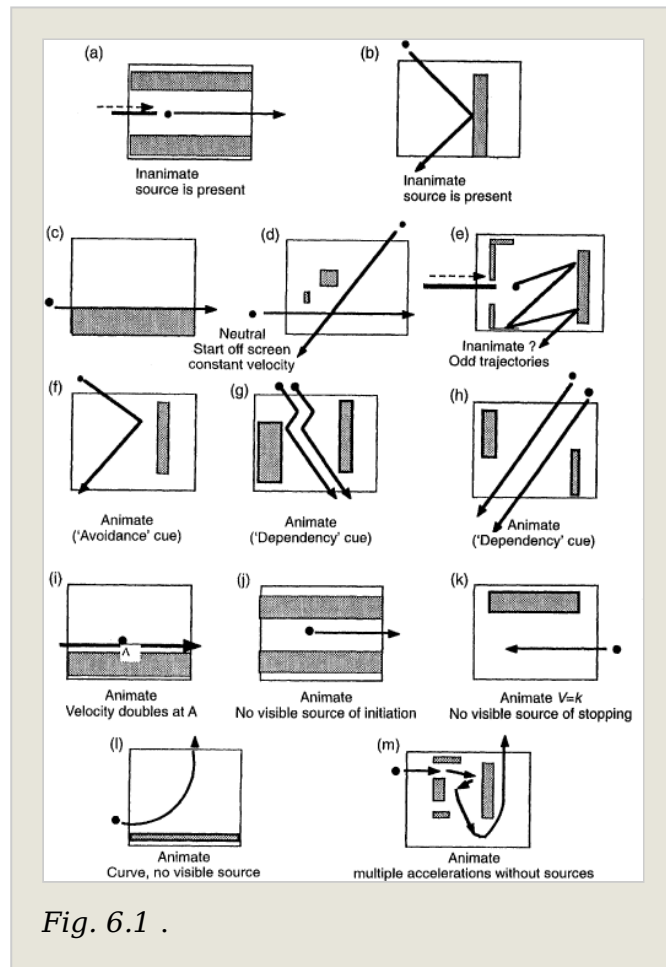 (a)
(b)
Inanimate
source is present
Inanimate
source is present
(c)
(d)
(e)
Neutral
Start off screen
constant velocity
Inanimate ?
Odd trajectories
(f)
(g)
(h)
Animate
('Avoidance' cue)
Animate
('Dependency' cue)
Animate
('Dependency' cue)
(i)
(j)
(k)
A
Animate
Velocity doubles at A
Animate
No visible source of initiation
Animate V=k
No visible source of stopping
(l)
(m)
Animate
Curve, no visible source
Animate
multiple accelerations without sources
Fig. 6.1 .